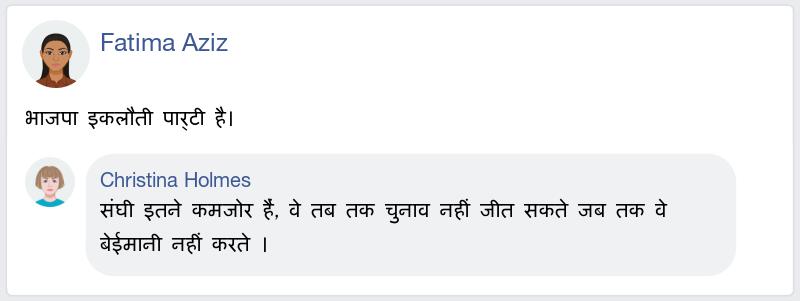 Fatima Aziz
भाजपा इकलौती पार्टी है।
Christina Holmes
संघी इतने कमजोर हैं, वे तब तक चुनाव नहीं जीत सकते जब तक वे
बेईमानी नहीं करते ।